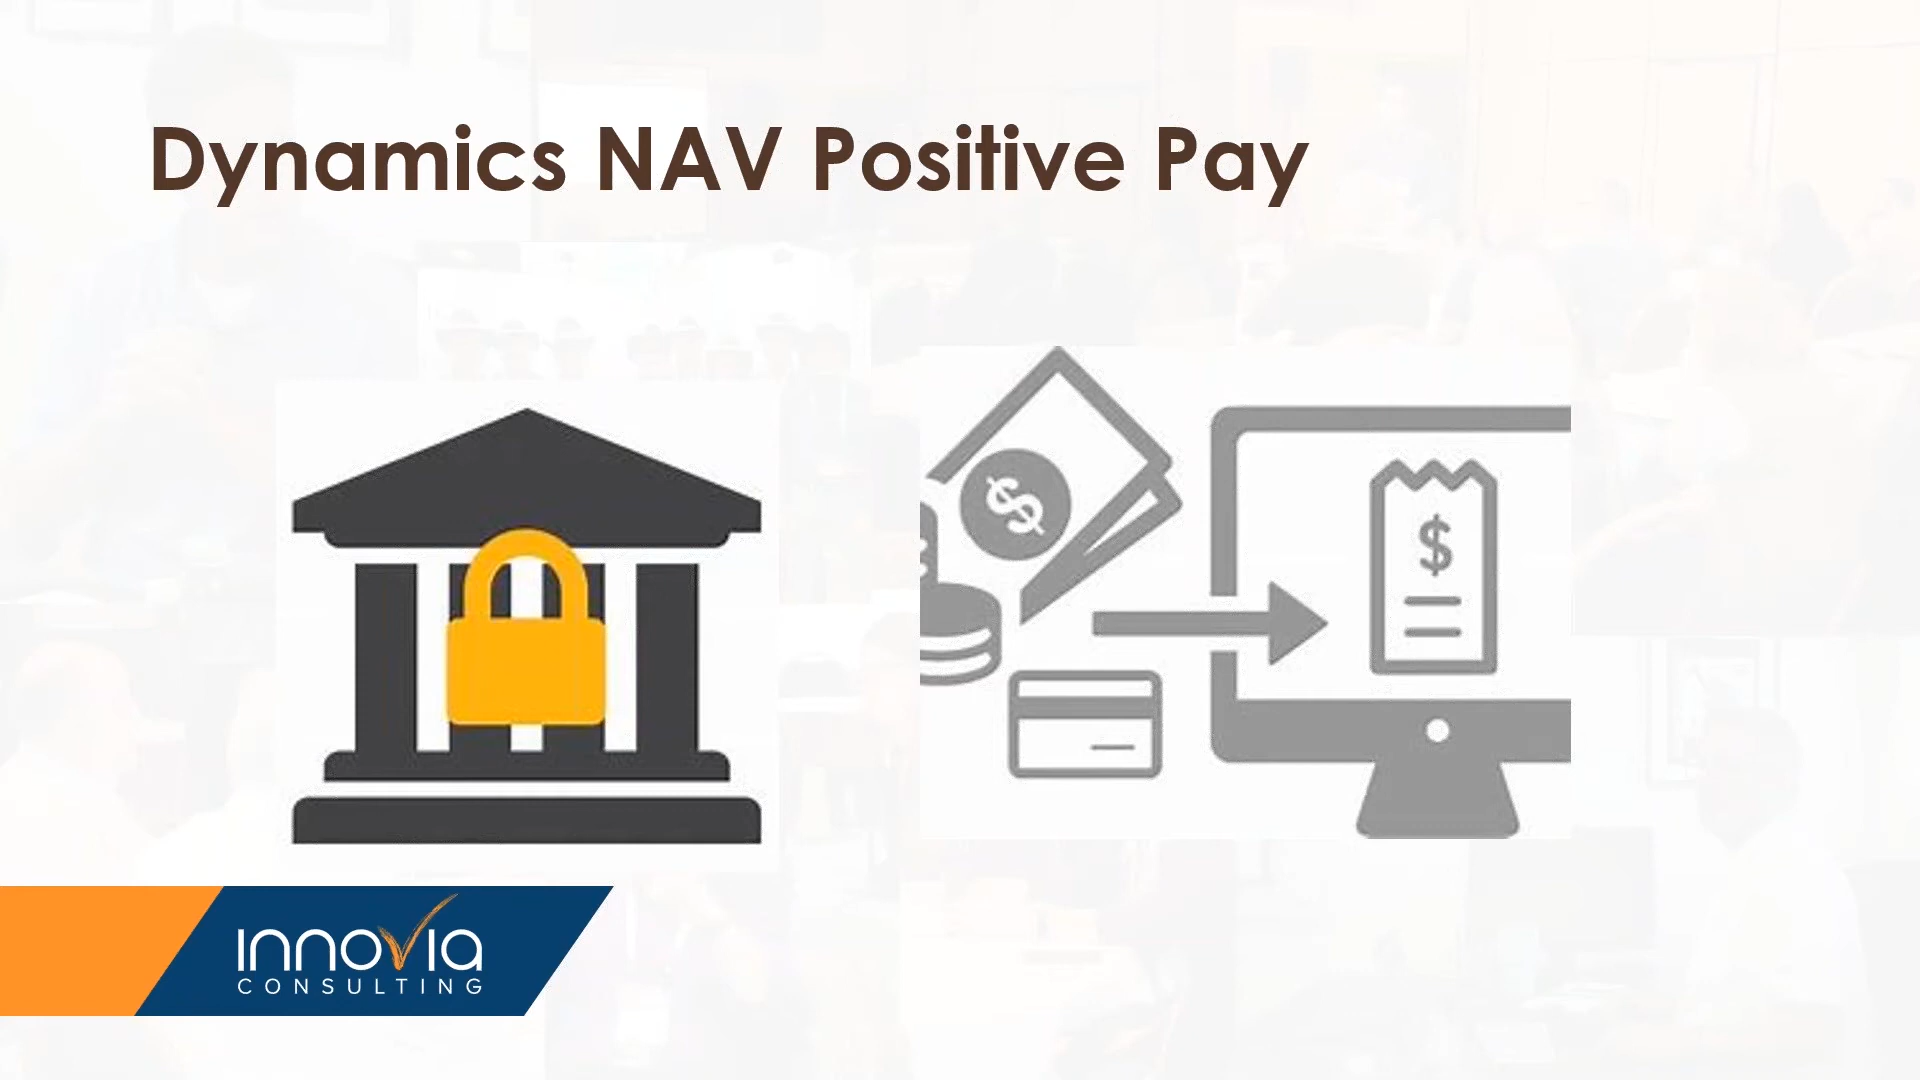 Dynamics NAV Positive Pay
$
$
innovia
CONSULTING